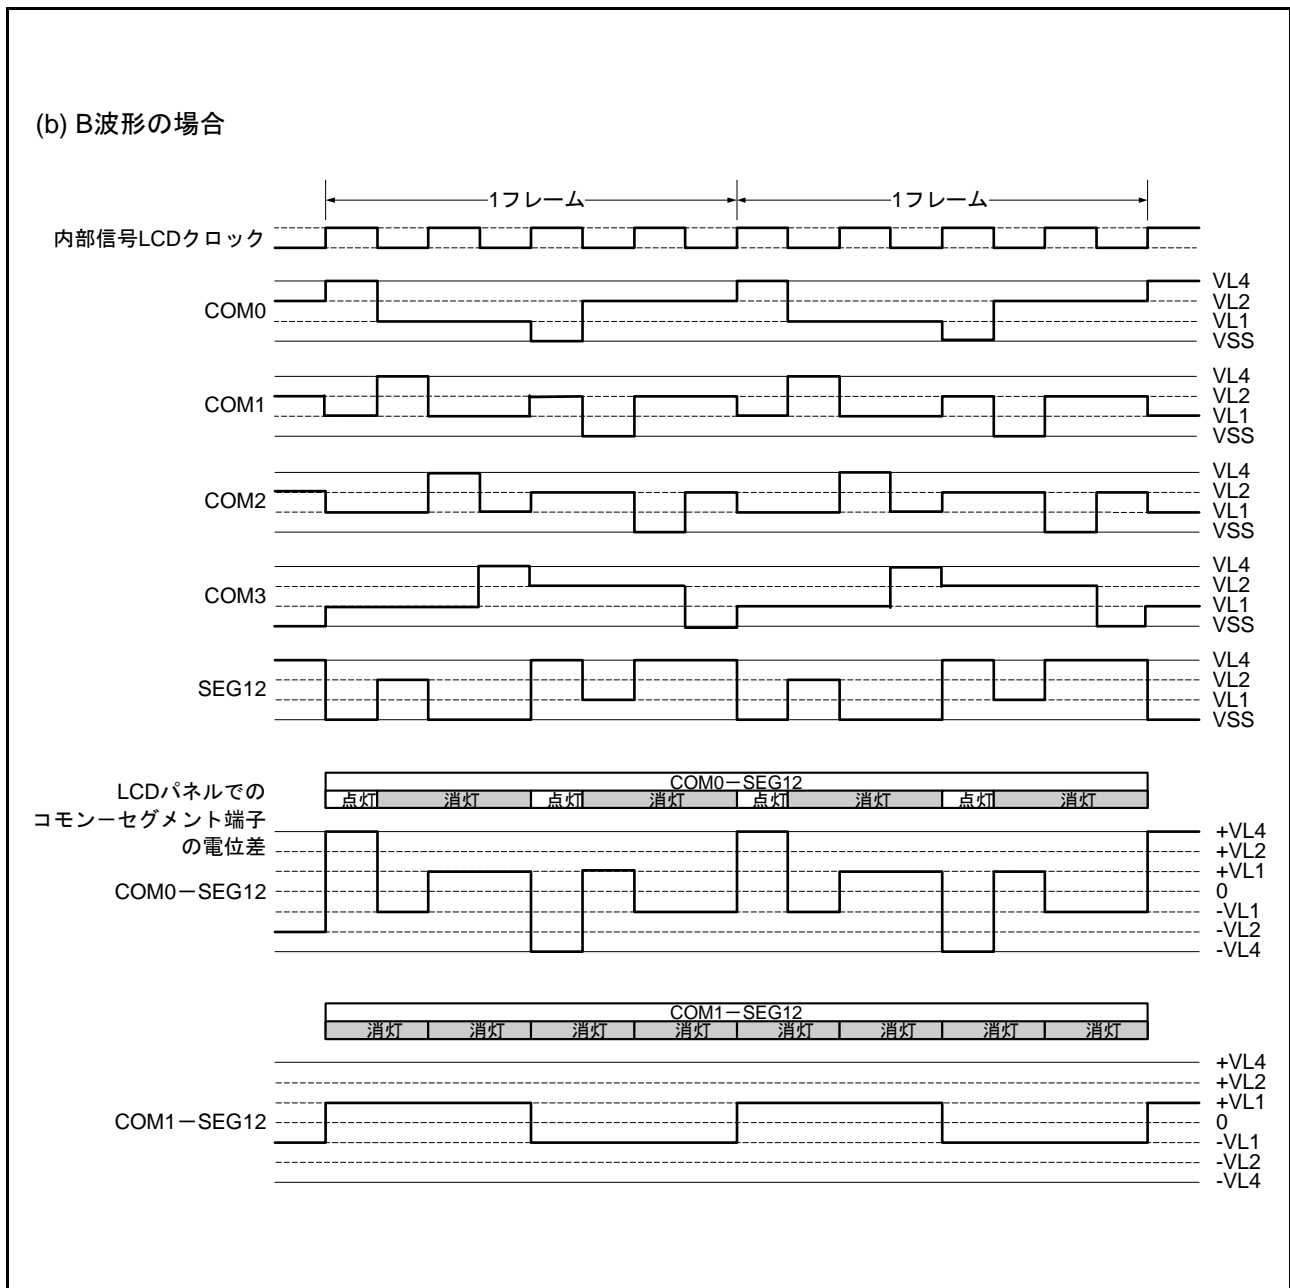 (b) B波形の場合
1フレーム 1フレーム
内部信号LCDクロック
COM0
VL4
VL2
VL1
VSS
COM1
VL4
VL2
VL1
VSS
COM2
VL4
VL2
VL1
VSS
COM3
VL4
VL2
VL1
VSS
SEG12
VL4
VL2
VL1
VSS
LCDパネルでの
コモンーセグメント端子
の電位差
COM0－SEG12
点灯 消灯 点灯 消灯 点灯 消灯 点灯 消灯
COM0－SEG12
+VL4
+VL2
+VL1
0
-VL1
-VL2
-VL4
COM1－SEG12
消灯 消灯 消灯 消灯 消灯 消灯 消灯 消灯
COM1－SEG12
+VL4
+VL2
+VL1
0
-VL1
-VL2
-VL4